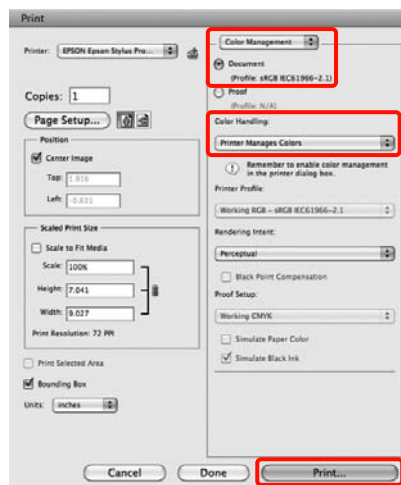 Print
Printer: EPSON Epson Stylus Pro...
Copies: 1
Page Setup...
Position
Center Image
Top: 1.916
Left: -0.631
Scaled Print Size
Scale to Fit Media
Scale: 100%
Height: 7.041
Width: 9.027
Print Resolution: 72 PPI
Print Selected Area
Bounding Box
Units: inches
Color Management
Document
(Profile: sRGB IEC61966-2.1)
Proof
(Profile: N/A)
Color Handling:
Printer Manages Colors
Remember to enable color management
in the printer dialog box.
Printer Profile:
Working RGB - sRGB IEC61966-2.1
Rendering Intent:
Perceptual
Black Point Compensation
Proof Setup:
Working CMYK
Simulate Paper Color
Simulate Black Ink
Cancel
Done
Print...